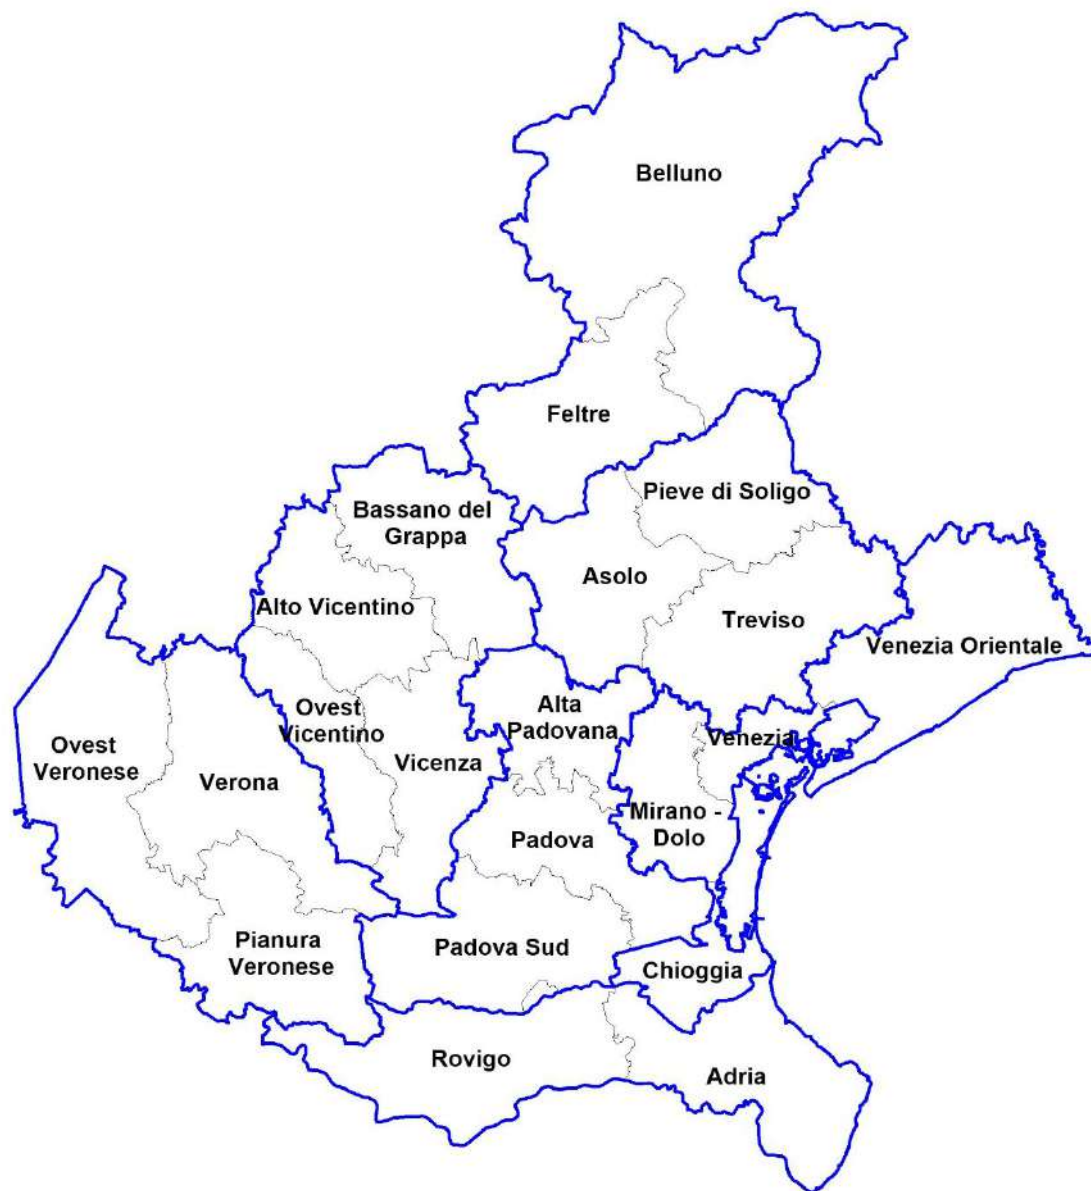 Belluno
Feltre
Pieve di Soligo
Bassano del
Grappa
Asolo
Alto Vicentino
Treviso
Venezia Orientale
Ovest
Vicentino
Alta
Padovana
Venezia
Ovest
Veronese
Verona
Vicenza
Mirano -
Dolo
Padova
Pianura
Veronese
Padova Sud
Chioggia
Rovigo
Adria